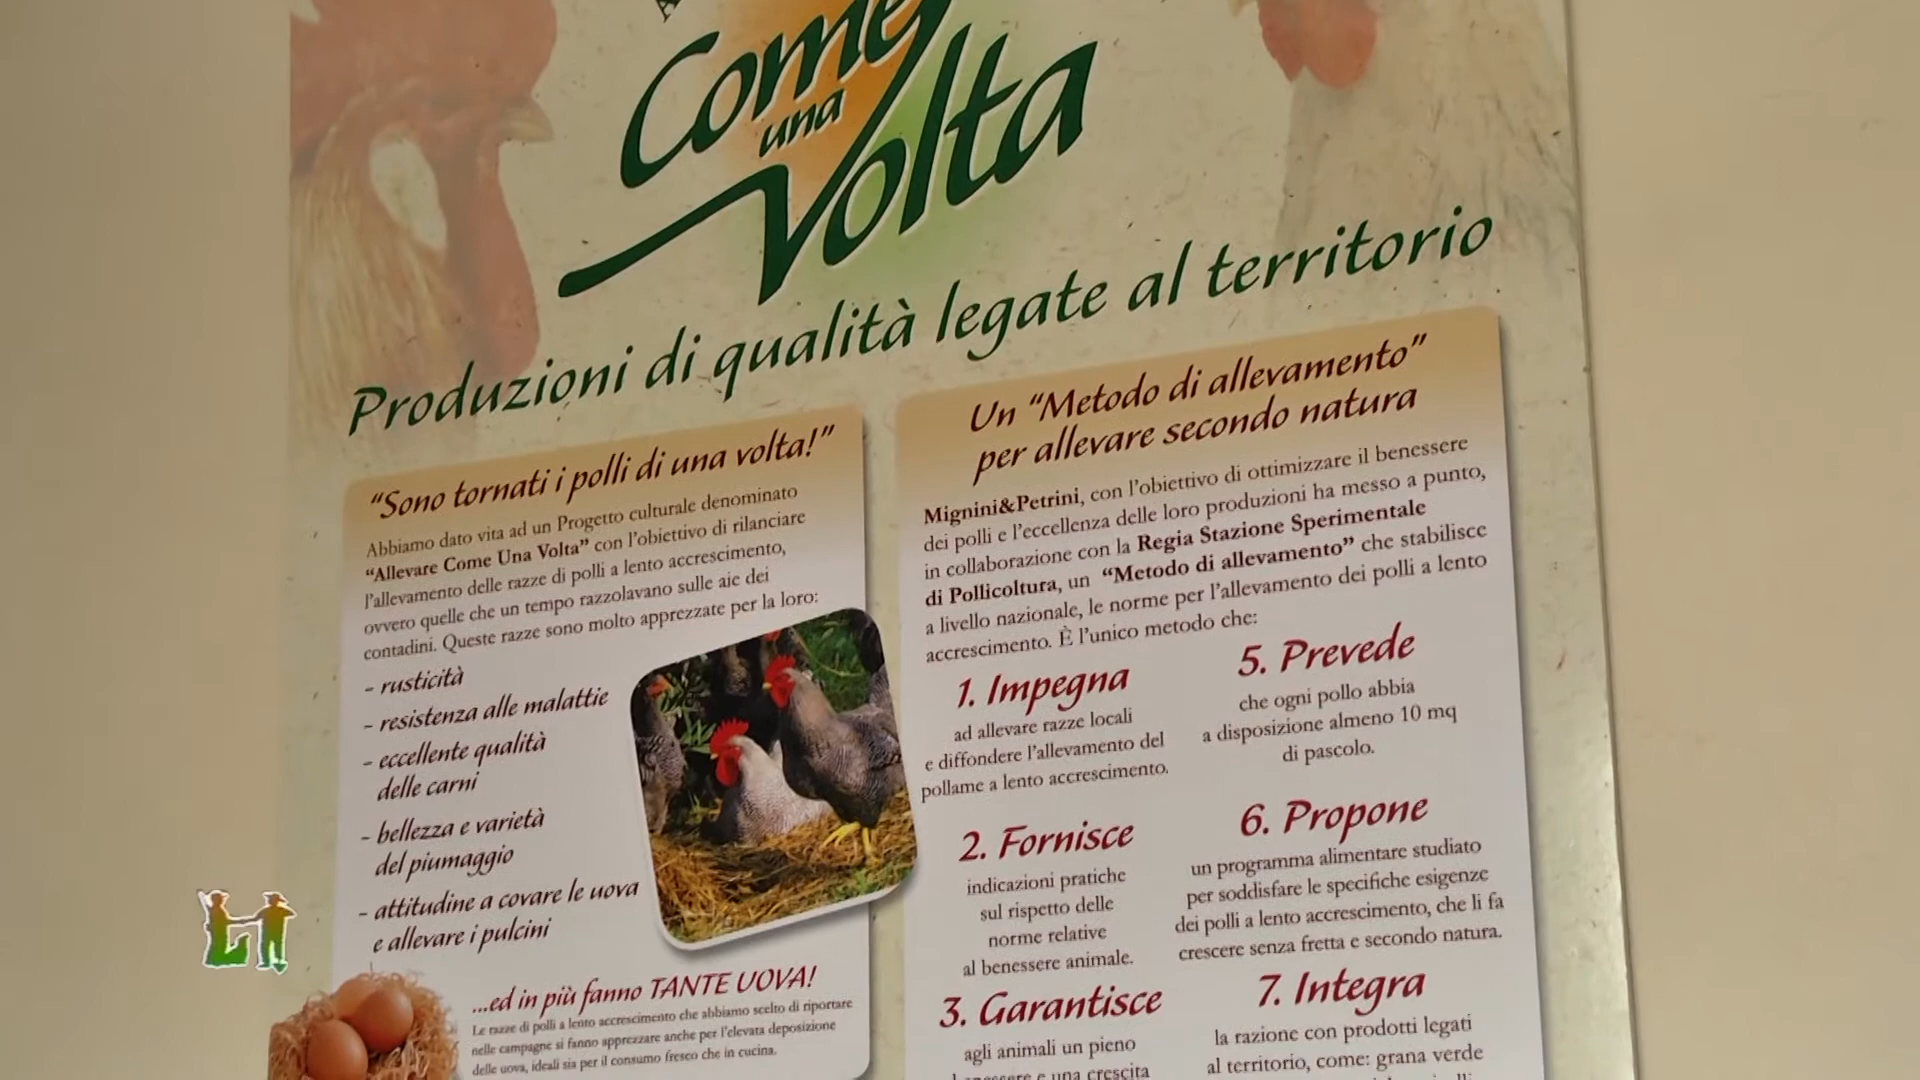 Come
una
Volta
Produzioni di qualità legate al territorio
“Sono tornati i polli di una volta!”
Abbiamo dato vita ad un Progetto culturale denominato
“Allevare Come Una Volta” con l’obiettivo di rilanciare
l’allevamento delle razze di polli a lento accrescimento,
ovvero quelle che un tempo razzolavano sulle aie dei
contadini. Queste razze sono molto apprezzate per la loro:
- rusticità
- resistenza alle malattie
- eccellente qualità
delle carni
- bellezza e varietà
del piumaggio
- attitudine a covare le uova
e allevare i pulcini
...ed in più fanno TANTE UOVA!
Le razze di polli a lento accrescimento che abbiamo scelto di riportare
nelle campagne si fanno apprezzare anche per l’elevata deposizione
delle uova, ideali sia per il consumo fresco che in cucina.
Un “Metodo di allevamento”
per allevare secondo natura
Mignini&Petrini, con l’obiettivo di ottimizzare il benessere
dei polli e l’eccellenza delle loro produzioni ha messo a punto,
in collaborazione con la Regia Stazione Sperimentale
di Pollicoltura, un “Metodo di allevamento” che stabilisce
a livello nazionale, le norme per l’allevamento dei polli a lento
accrescimento. È l’unico metodo che:
1. Impegna
ad allevare razze locali
e diffondere l’allevamento del
pollame a lento accrescimento.
2. Fornisce
indicazioni pratiche
sul rispetto delle
norme relative
al benessere animale.
3. Garantisce
agli animali un pieno
benessere e una crescita
5. Prevede
che ogni pollo abbia
a disposizione almeno 10 mq
di pascolo.
6. Propone
un programma alimentare studiato
per soddisfare le specifiche esigenze
dei polli a lento accrescimento, che li fa
crescere senza fretta e secondo natura.
7. Integra
la razione con prodotti legati
al territorio, come: grana verde
LT